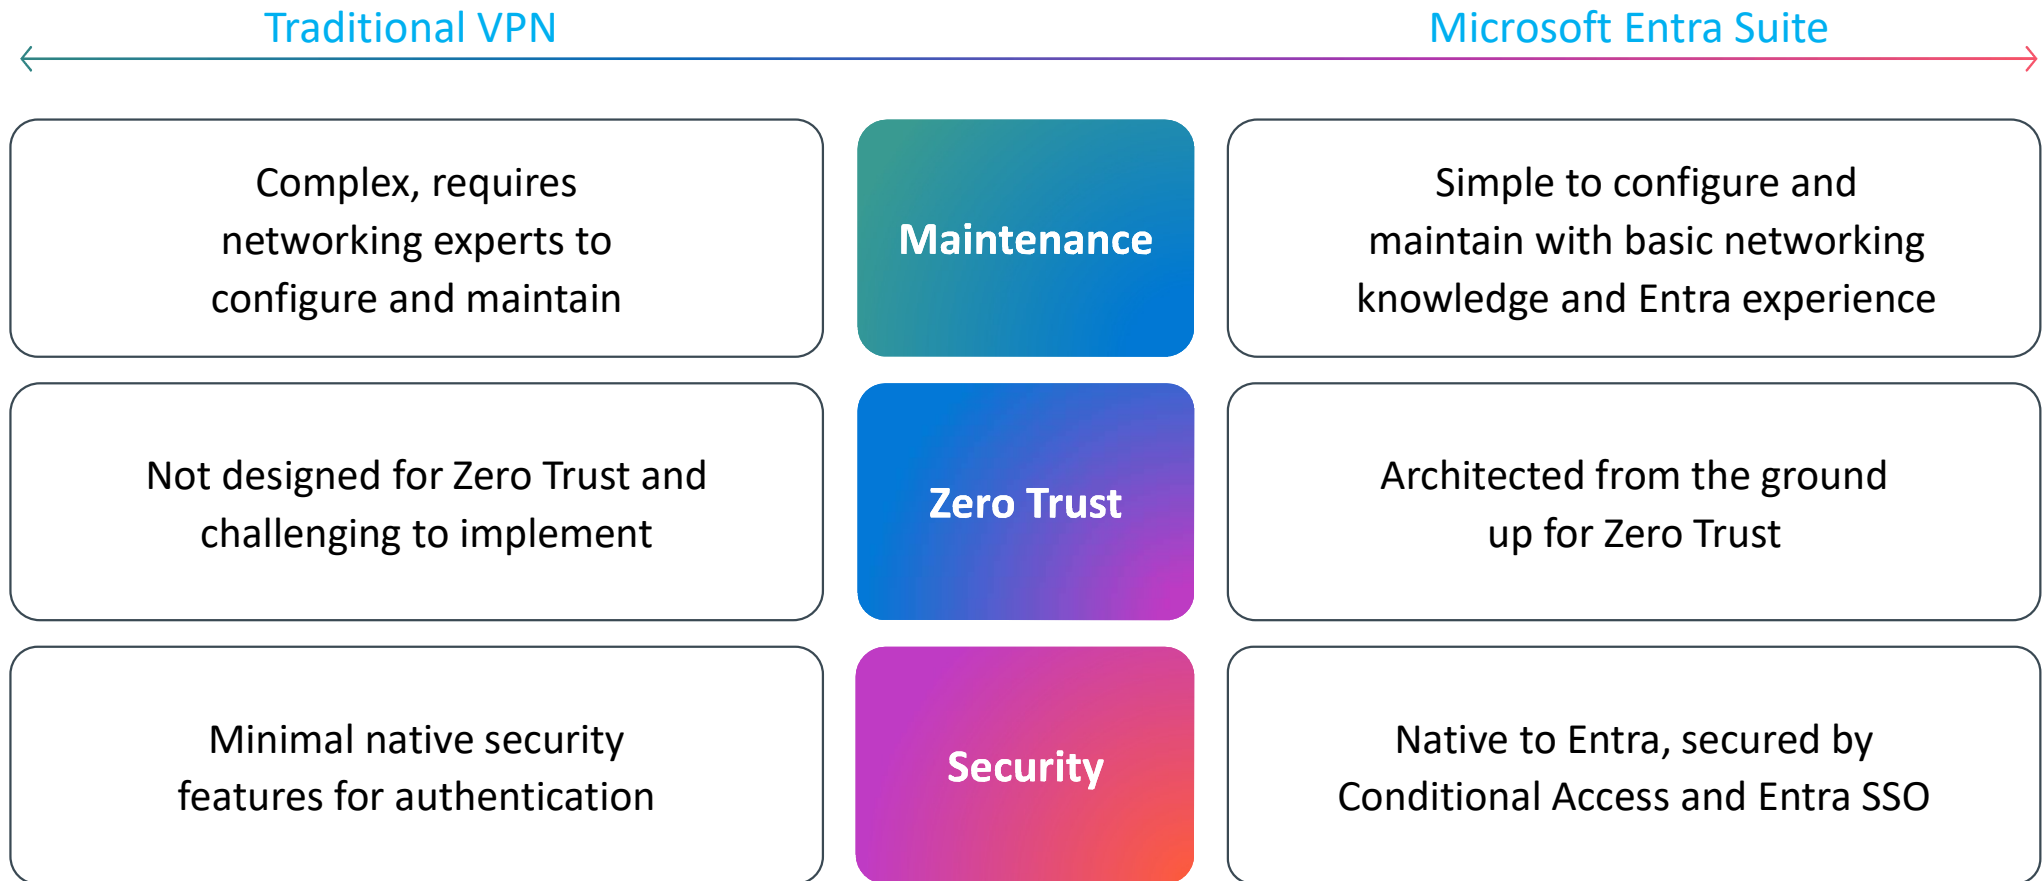 Traditional VPN
Microsoft Entra Suite
Complex, requires
networking experts to
configure and maintain
Maintenance
Simple to configure and
maintain with basic networking
knowledge and Entra experience
Not designed for Zero Trust and
challenging to implement
Zero Trust
Architected from the ground
up for Zero Trust
Minimal native security
features for authentication
Security
Native to Entra, secured by
Conditional Access and Entra SSO